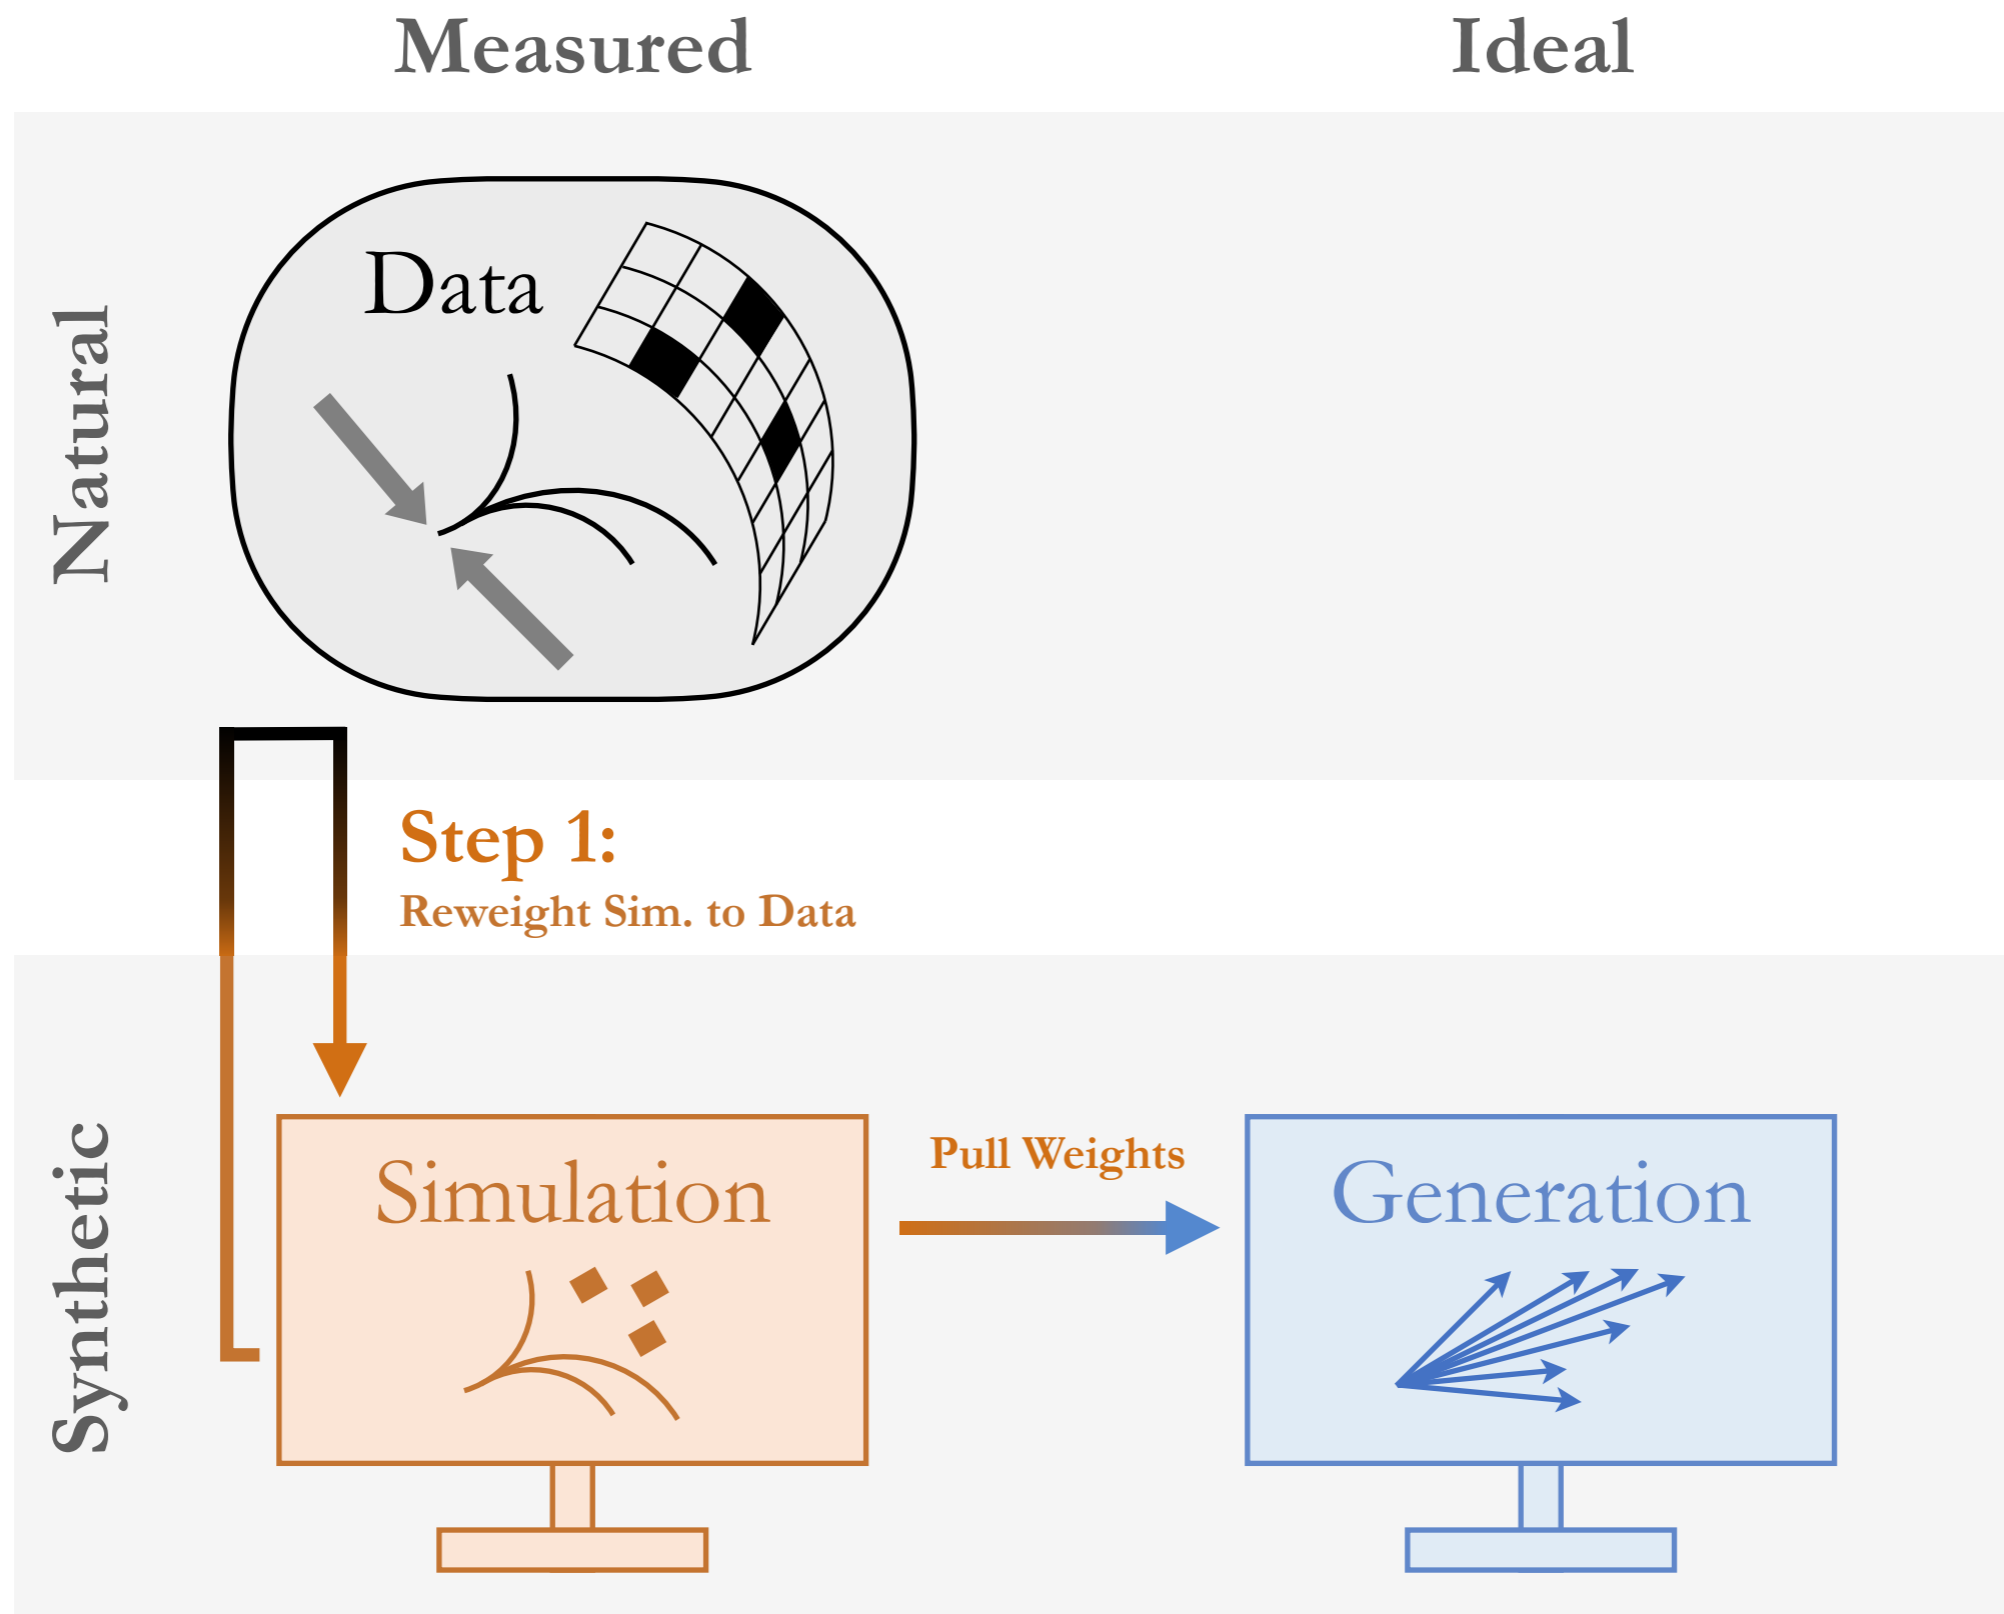 Measured
Ideal
Natural
Data
Step 1:
Reweight Sim. to Data
Synthetic
Simulation
Pull Weights
Generation